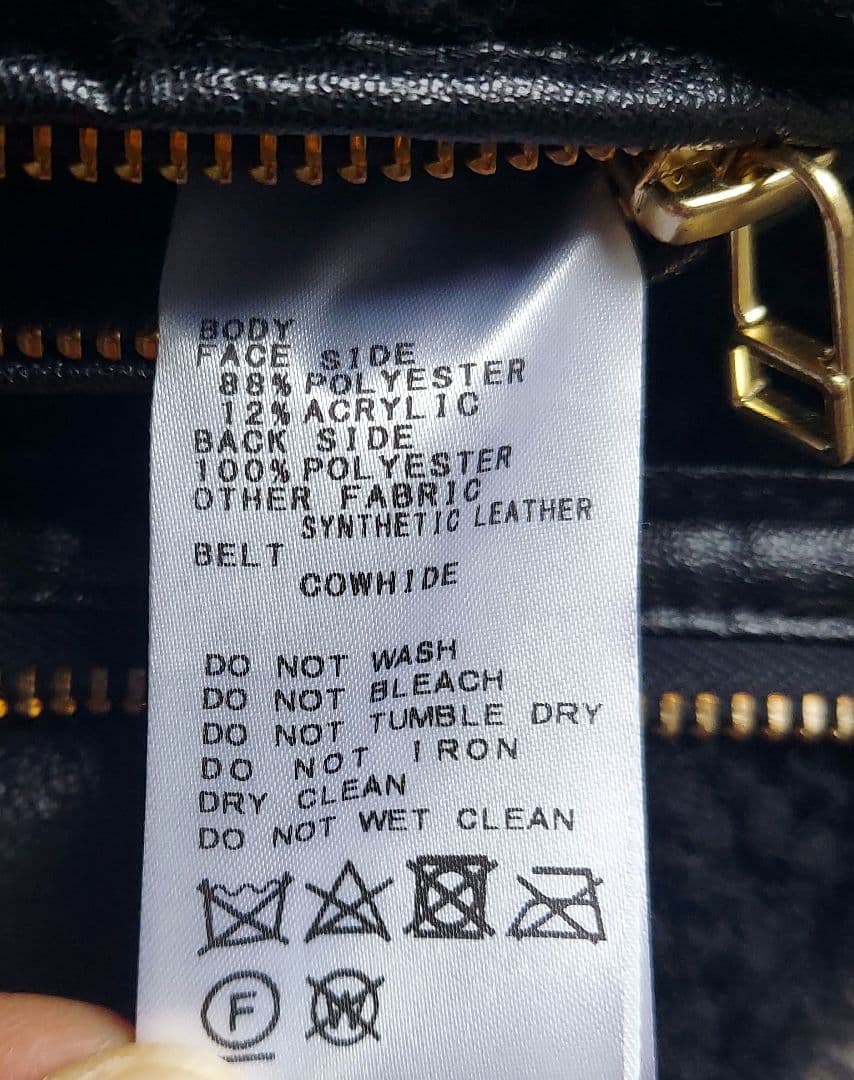 BODY
FACE SIDE
88% POLYESTER
12% ACRYLIC
BACK SIDE
100% POLYESTER
OTHER FABRIC
SYNTHETIC LEATHER
BELT
COWHIDE
DO NOT WASH
DO NOT BLEACH
DO NOT TUMBLE DRY
DO NOT IRON
DRY CLEAN
DO NOT WET CLEAN
F W